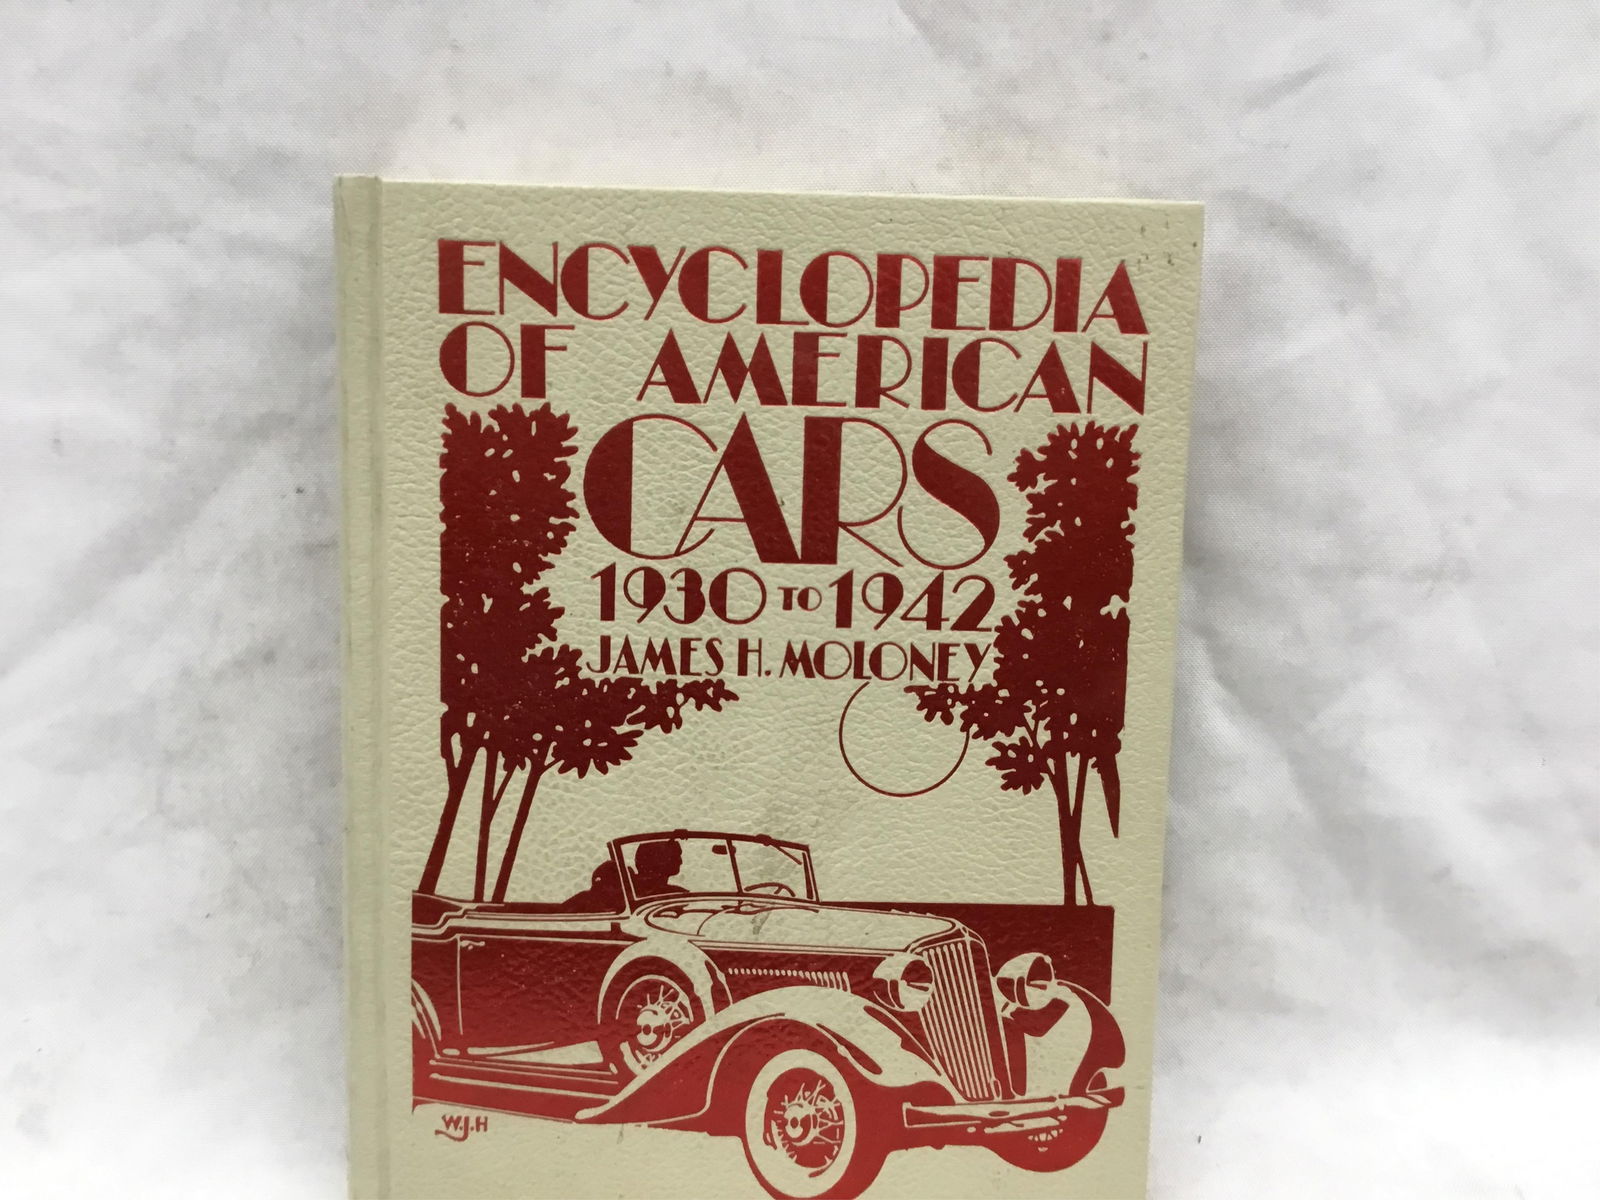 ENCYCLOPEDIA
OF AMERICAN
CARS
1930 TO 1942
JAMES H. MOLONEY
W.J.H